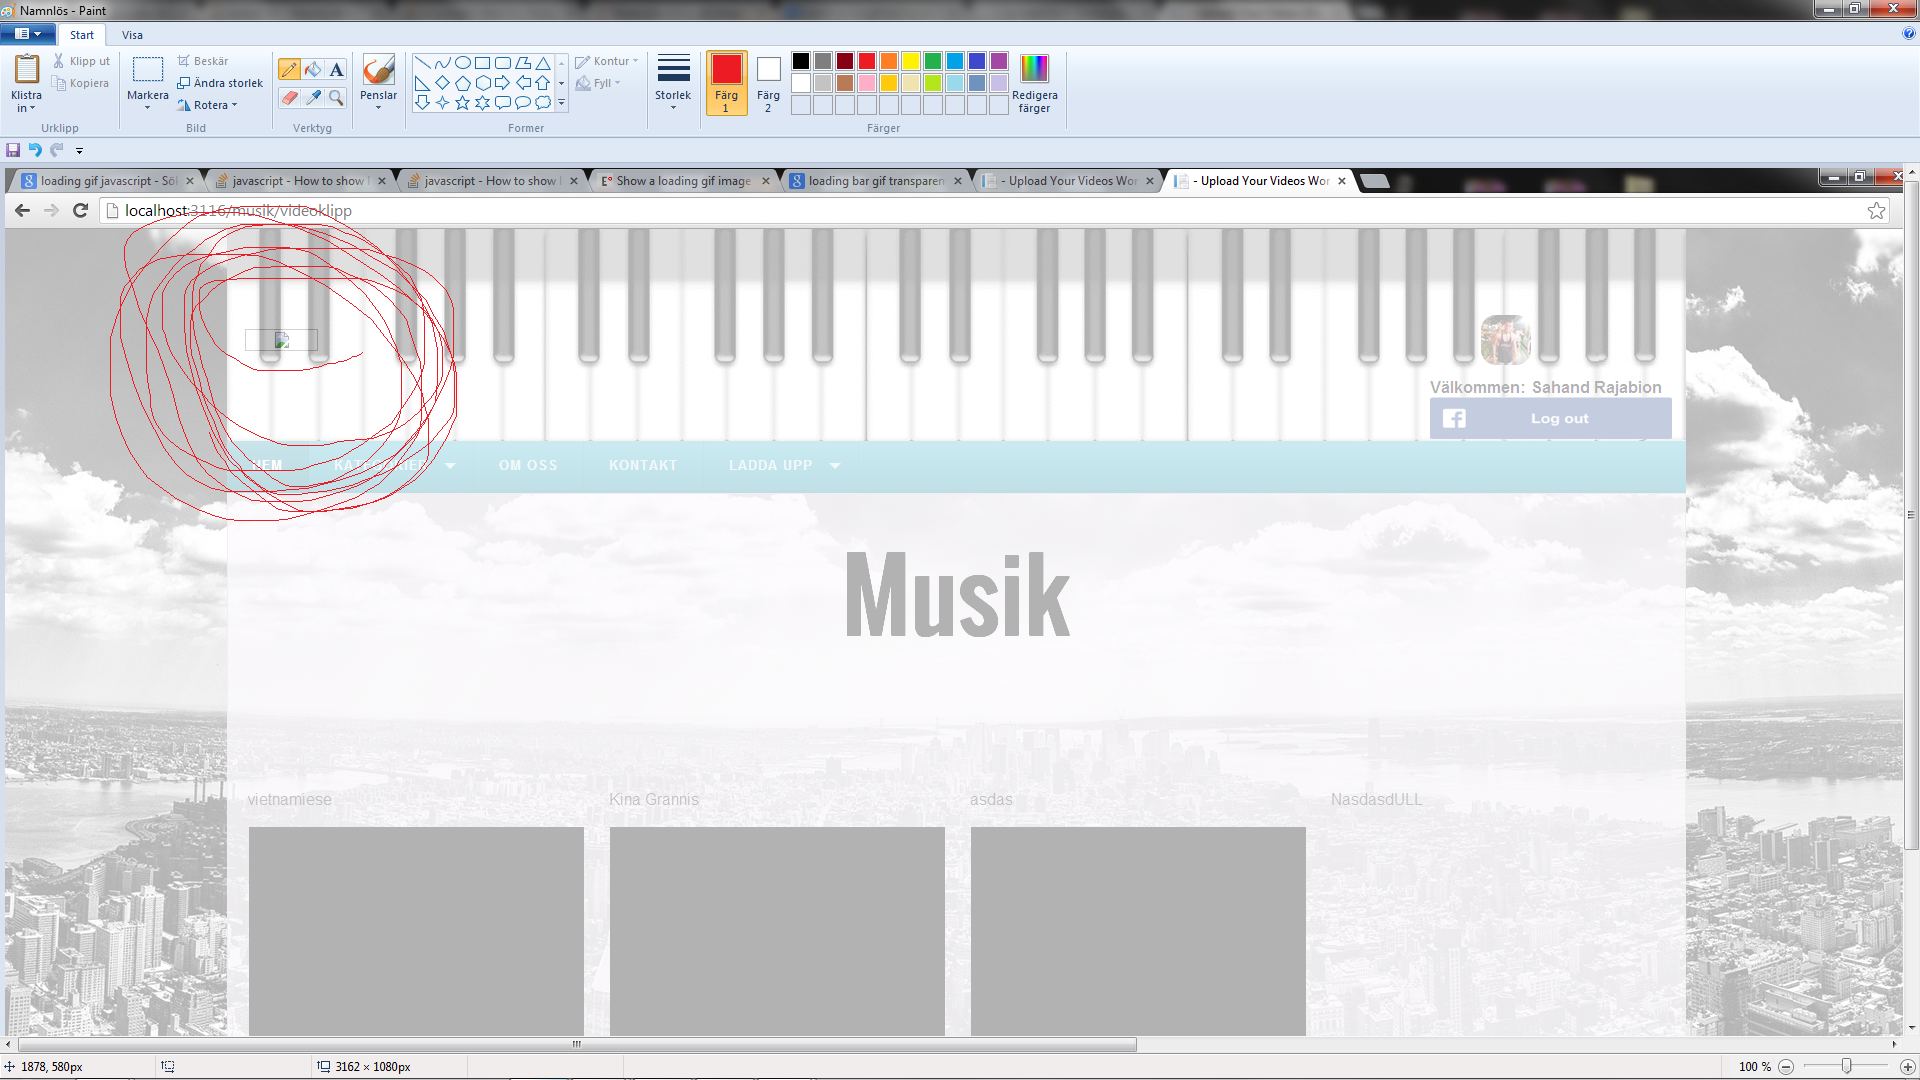 Namnlös - Paint
Start Visa
Klistra in
Klipp ut
Kopiera
Urklipp
Markera
Beskär
Ändra storlek
Rotera
Bild
A
Verktyg
Penslar
Former
Kontur
Fyll
Storlek
Färg 1
Färg 2
Redigera färger
Färger
loading gif javascript - Sö
javascript - How to show
javascript - How to show
E* Show a loading gif image
loading bar gif transparen
- Upload Your Videos Wor
- Upload Your Videos Wor
localhost:3116/musik/videoklipp
Välkommen: Sahand Rajabion
Log out
HEM KATEGORIER OM OSS KONTAKT LADDA UPP
Musik
vietnamiese Kina Grannis asdas NasdasdULL
1878, 580px 3162 × 1080px 100 %